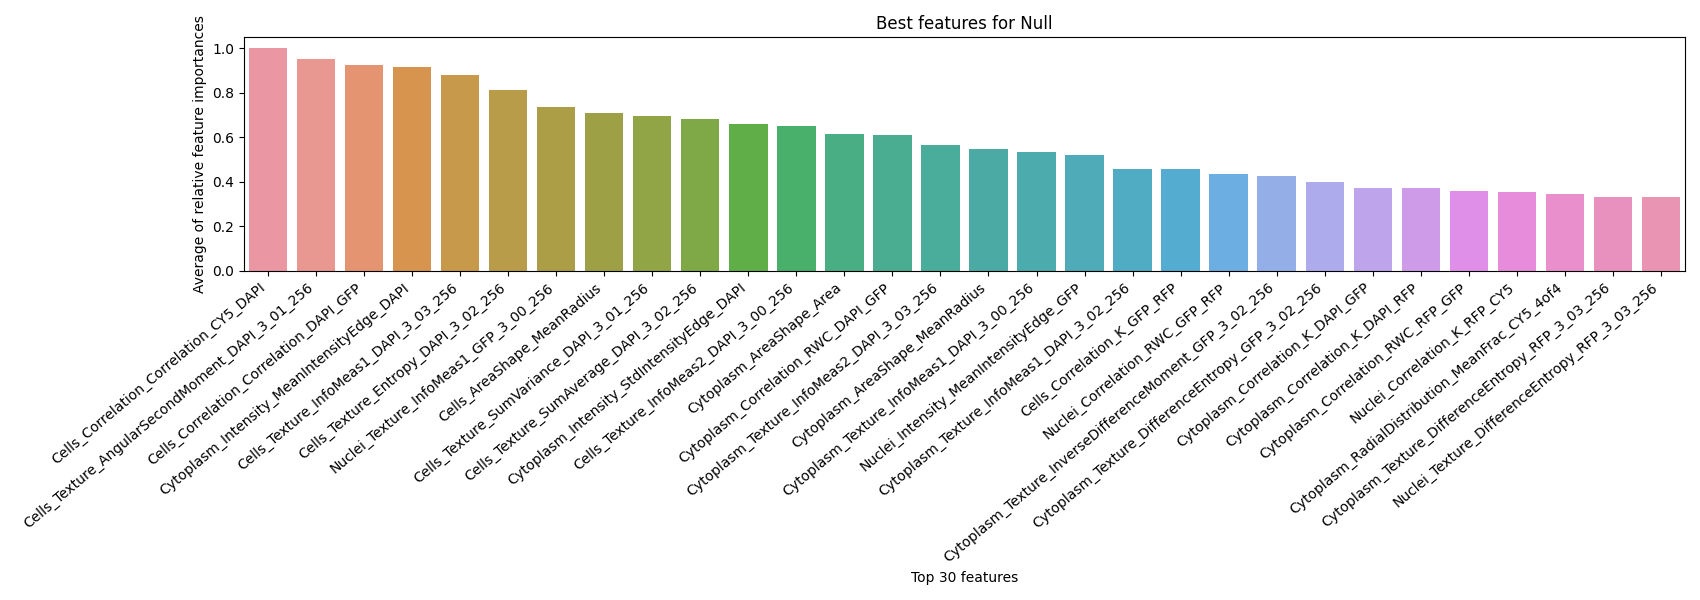 Best features for Null
Average of relative feature importances
1.0
0.8
0.6
0.4
0.2
0.0
Cells_Correlation_Correlation_CY5_DAPI
Cells_Texture_AngularSecondMoment_DAPI_3_01_256
Cells_Correlation_Correlation_DAPI_GFP
Cytoplasm_Intensity_MeanIntensityEdge_DAPI
Cells_Texture_InfoMeas1_DAPI_3_03_256
Cells_Texture_Entropy_DAPI_3_02_256
Nuclei_Texture_InfoMeas1_GFP_3_00_256
Cells_AreaShape_MeanRadius
Cells_Texture_SumVariance_DAPI_3_01_256
Cells_Texture_SumAverage_DAPI_3_02_256
Cytoplasm_Intensity_StdIntensityEdge_DAPI
Cells_Texture_InfoMeas2_DAPI_3_00_256
Cytoplasm_AreaShape_Area
Cytoplasm_Correlation_RWC_DAPI_GFP
Cytoplasm_Texture_InfoMeas2_DAPI_3_03_256
Cytoplasm_AreaShape_MeanRadius
Cytoplasm_Texture_InfoMeas1_DAPI_3_00_256
Nuclei_Intensity_MeanIntensityEdge_GFP
Cytoplasm_Texture_InfoMeas1_DAPI_3_02_256
Cells_Correlation_K_GFP_RFP
Nuclei_Correlation_RWC_GFP_RFP
Cytoplasm_Texture_InverseDifferenceMoment_GFP_3_02_256
Cytoplasm_Texture_DifferenceEntropy_GFP_3_02_256
Cytoplasm_Correlation_K_DAPI_GFP
Cytoplasm_Correlation_K_DAPI_RFP
Cytoplasm_Correlation_RWC_RFP_GFP
Nuclei_Correlation_K_RFP_CY5
Cytoplasm_RadialDistribution_MeanFrac_CY5_4of4
Cytoplasm_Texture_DifferenceEntropy_RFP_3_03_256
Nuclei_Texture_DifferenceEntropy_RFP_3_03_256
Top 30 features